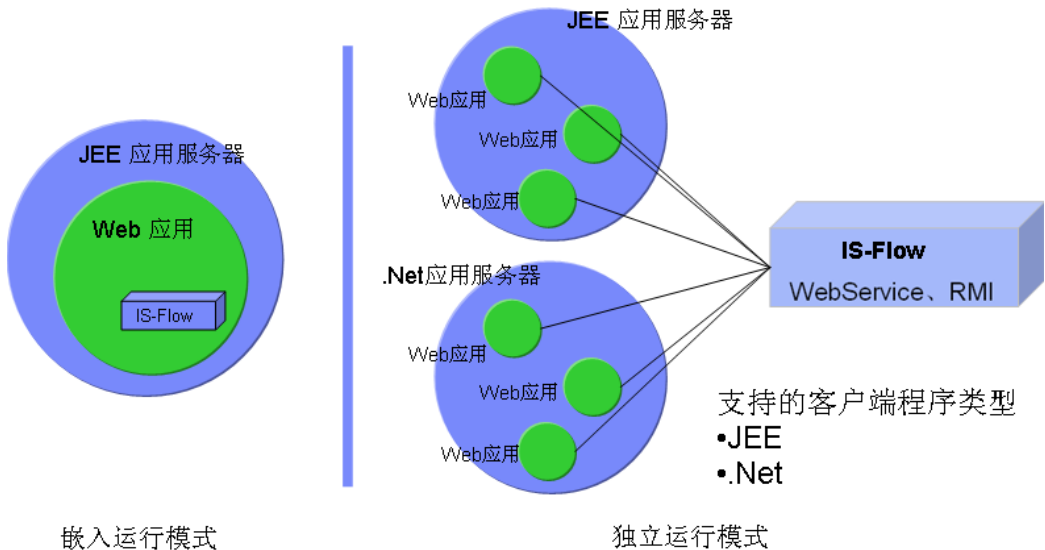 JEE 应用服务器
Web 应用
IS-Flow
嵌入运行模式
JEE 应用服务器
Web应用
Web应用
Web应用
.Net应用服务器
Web应用
Web应用
Web应用
IS-Flow
WebService、RMI
支持的客户端程序类型
•JEE
•.Net
独立运行模式